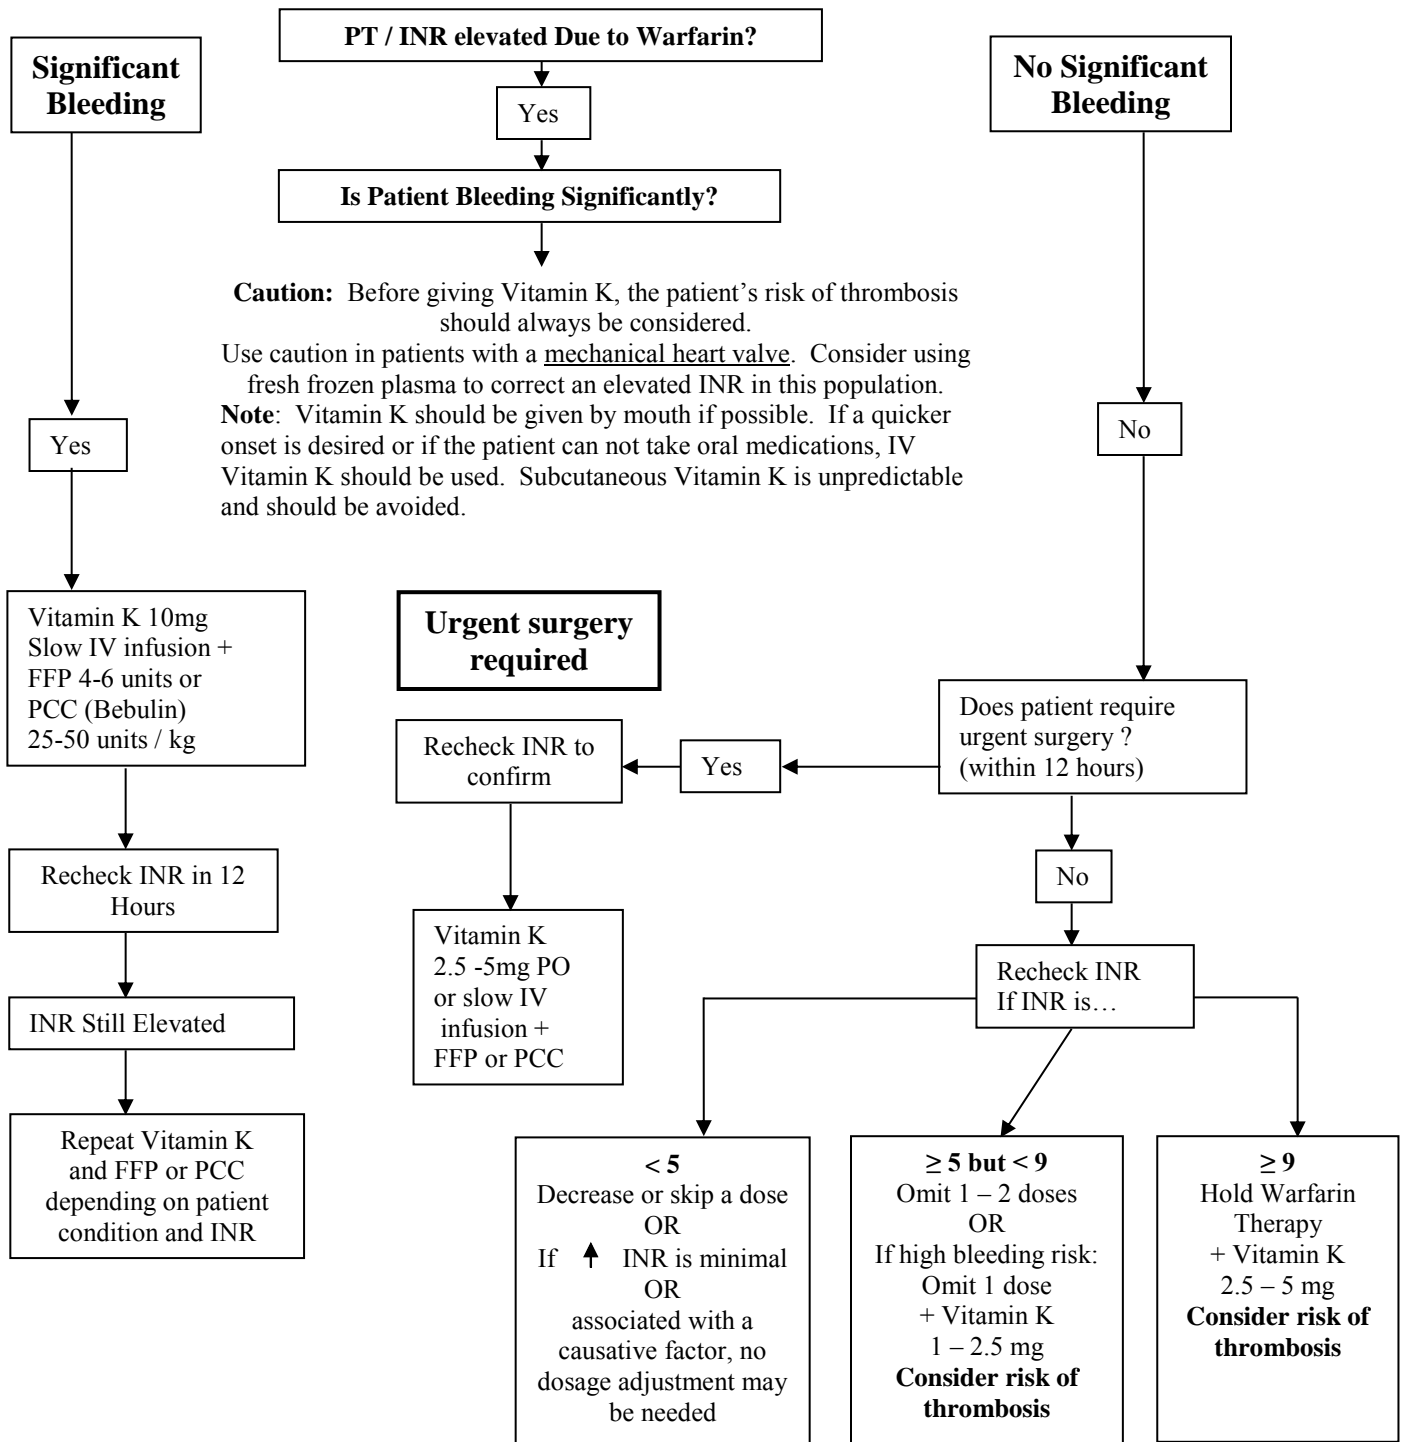 PT / INR elevated Due to Warfarin?
Significant
Bleeding
No Significant
Bleeding
Yes
Is Patient Bleeding Significantly?
Caution: Before giving Vitamin K, the patient's risk of thrombosis
should always be considered.
Use caution in patients with a mechanical heart valve. Consider using
fresh frozen plasma to correct an elevated INR in this population.
Note: Vitamin K should be given by mouth if possible. If a quicker
onset is desired or if the patient can not take oral medications, IV
Vitamin K should be used. Subcutaneous Vitamin K is unpredictable
and should be avoided.
Yes
No
Vitamin K 10mg
Slow IV infusion +
FFP 4-6 units or
PCC (Bebulin)
25-50 units / kg
Urgent surgery
required
Does patient require
urgent surgery ?
(within 12 hours)
Yes
Recheck INR to
confirm
Recheck INR in 12
Hours
No
Vitamin K
2.5 -5mg PO
or slow IV
infusion +
FFP or PCC
Recheck INR
If INR is…
INR Still Elevated
Repeat Vitamin K
and FFP or PCC
depending on patient
condition and INR
< 5
Decrease or skip a dose
OR
If ↑ INR is minimal
OR
associated with a
causative factor, no
dosage adjustment may
be needed
≥ 5 but < 9
Omit 1 – 2 doses
OR
If high bleeding risk:
Omit 1 dose
+ Vitamin K
1 – 2.5 mg
Consider risk of
thrombosis
≥ 9
Hold Warfarin
Therapy
+ Vitamin K
2.5 – 5 mg
Consider risk of
thrombosis